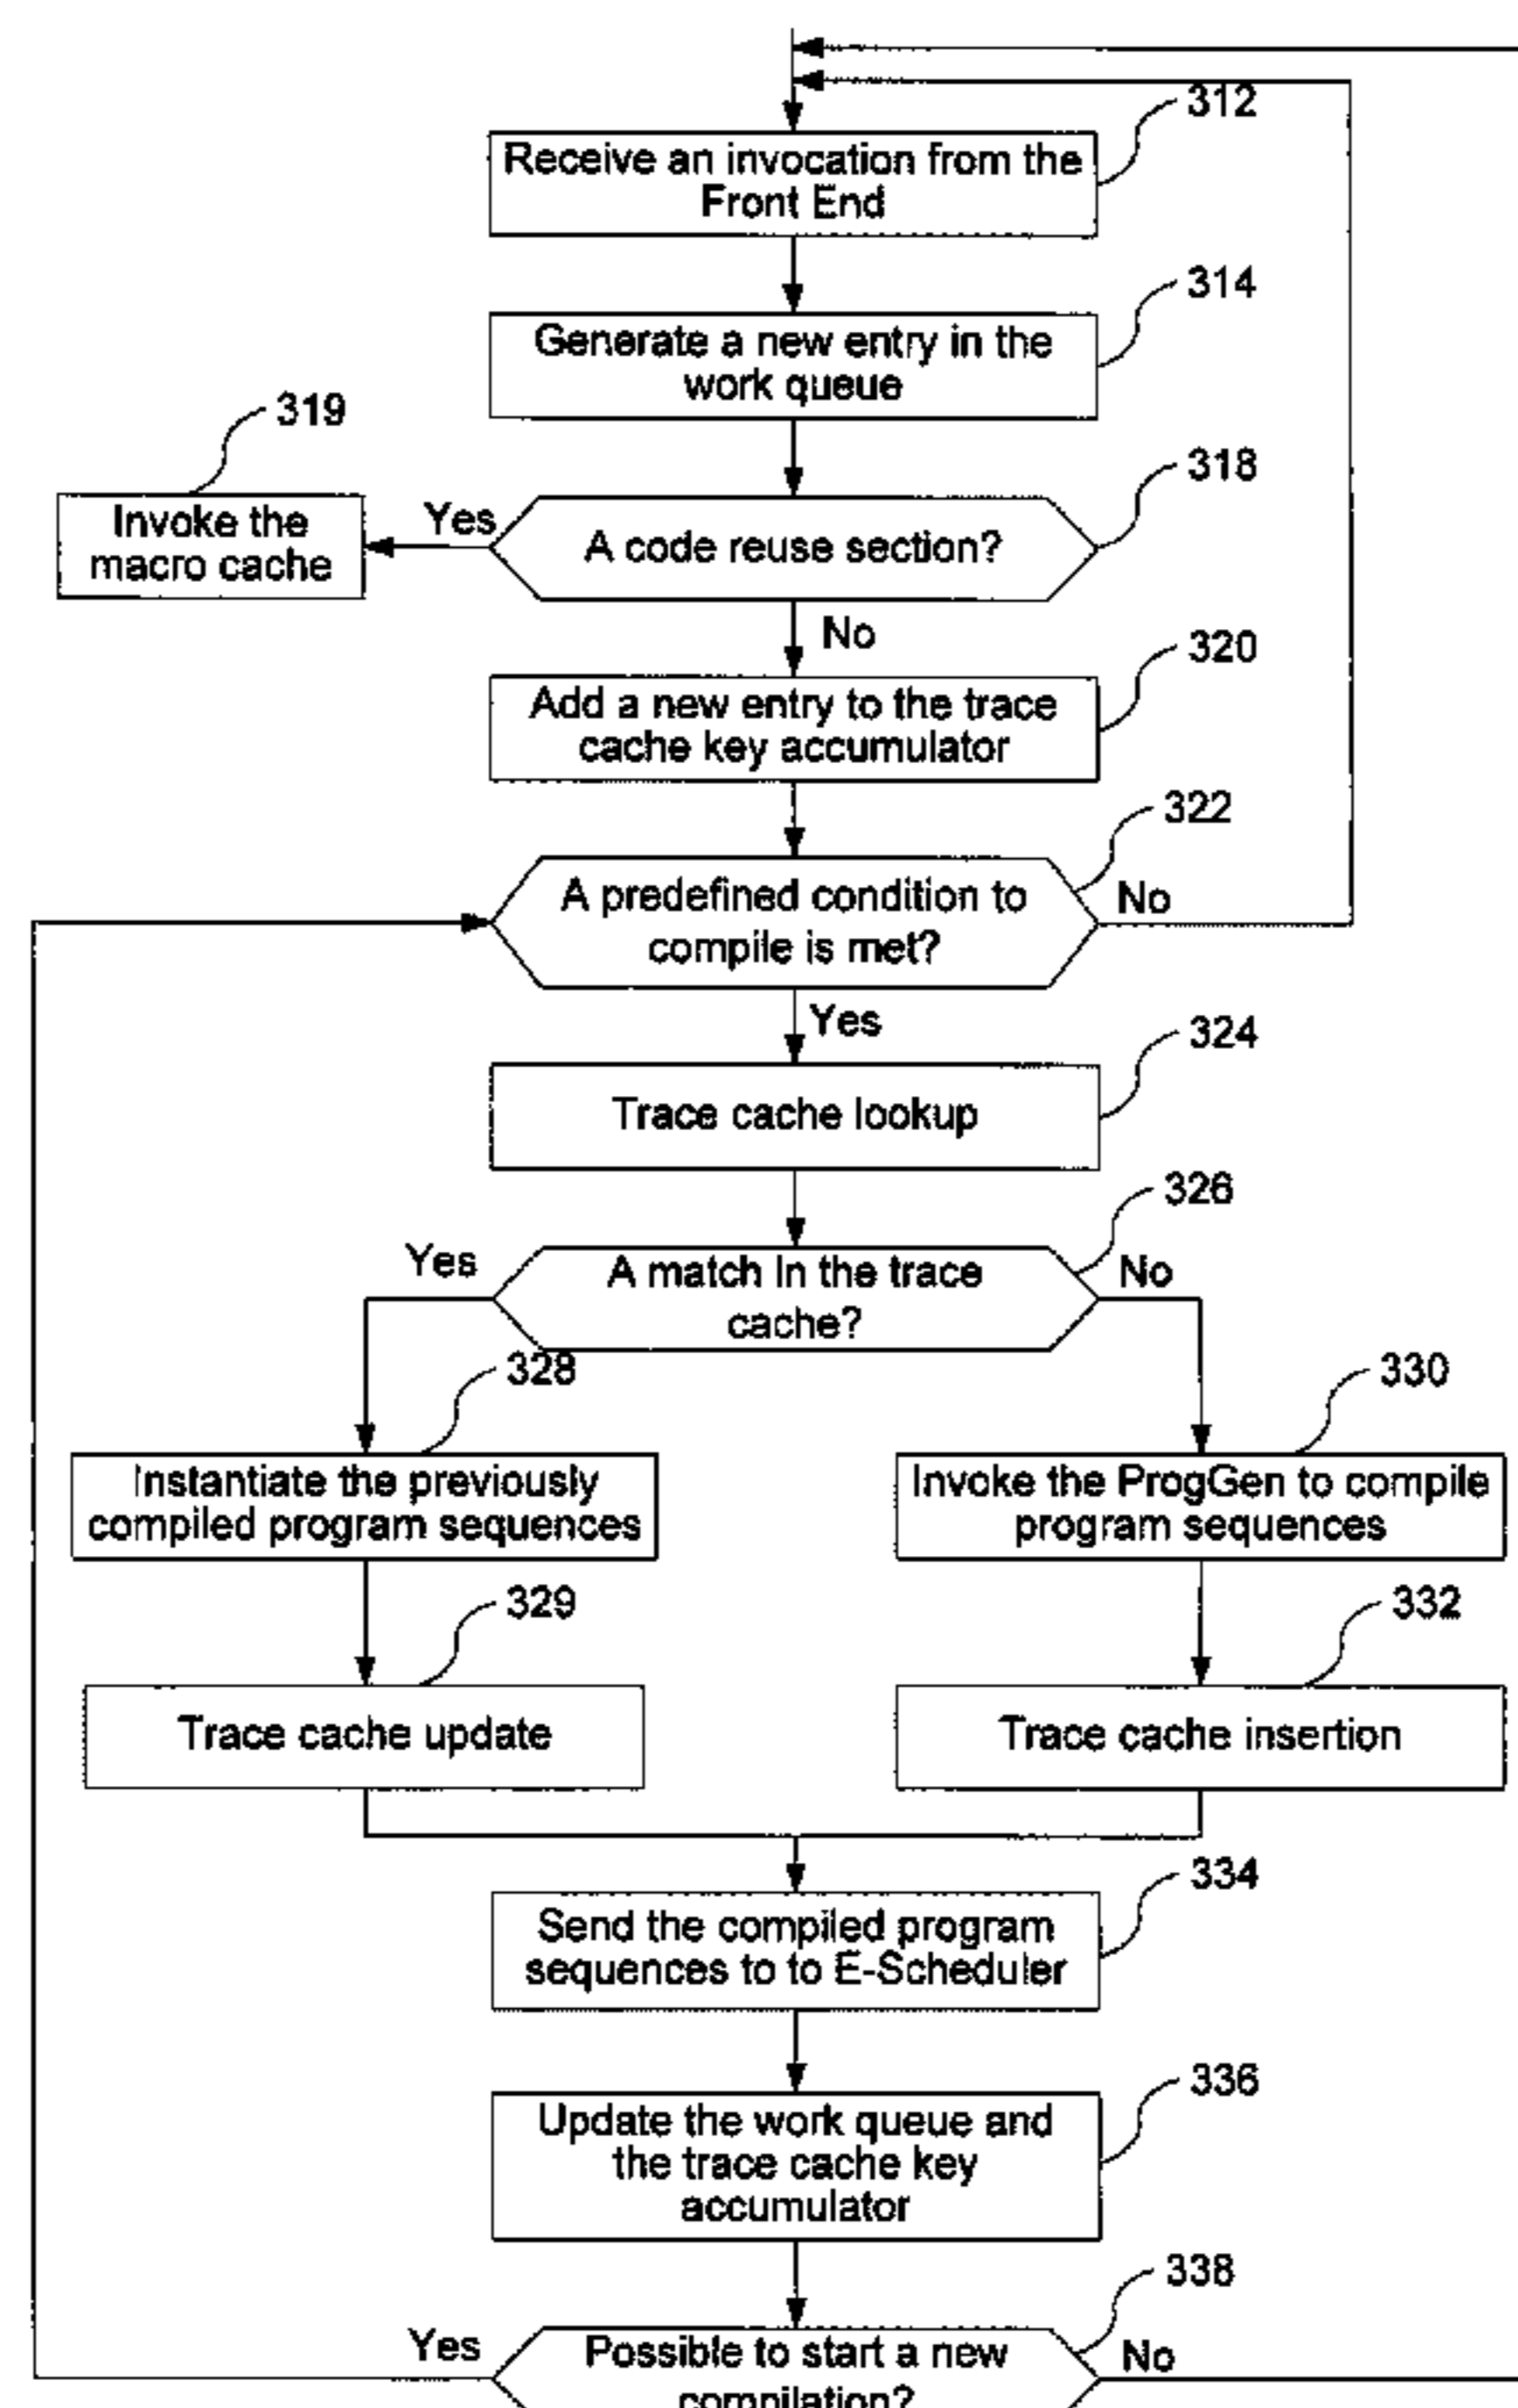 312
Receive an invocation from the
Front End
314
Generate a new entry in the
work queue
319
318
Invoke the
macro cache
Yes
A code reuse section?
No
320
Add a new entry to the trace
cache key accumulator
322
A predefined condition to
compile is met?
No
Yes
324
Trace cache lookup
326
Yes
A match in the trace
cache?
No
328
330
Instantiate the previously
compiled program sequences
Invoke the ProgGen to compile
program sequences
329
332
Trace cache update
Trace cache insertion
334
Send the compiled program
sequences to to E-Scheduler
336
Update the work queue and
the trace cache key
accumulator
338
Yes
Possible to start a new
compilation?
No